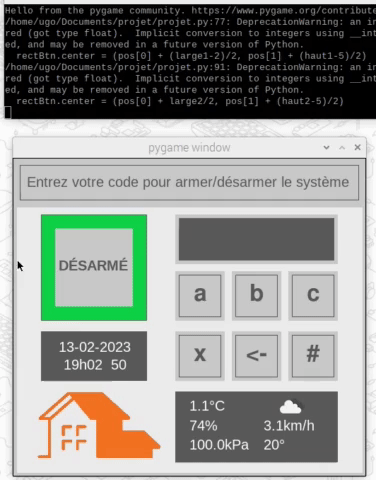 Hello from the pygame community. https://www.pygame.org/contribute
/home/ugo/Documents/projet/projet.py:77: DeprecationWarning: an in
red (got type float).  Implicit conversion to integers using __int
ed, and may be removed in a future version of Python.
  rectBtn.center = (pos[0] + (large1-2)/2, pos[1] + (haut1-5)/2)
/home/ugo/Documents/projet/projet.py:91: DeprecationWarning: an in
red (got type float).  Implicit conversion to integers using __int
ed, and may be removed in a future version of Python.
  rectBtn.center = (pos[0] + large2/2, pos[1] + (haut2-5)/2)
pygame window
Entrez votre code pour armer/désarmer le système
DÉSARMÉ
a b c
13-02-2023
19h02 50
x <- #
1.1°C
74% 3.1km/h
100.0kPa 20°